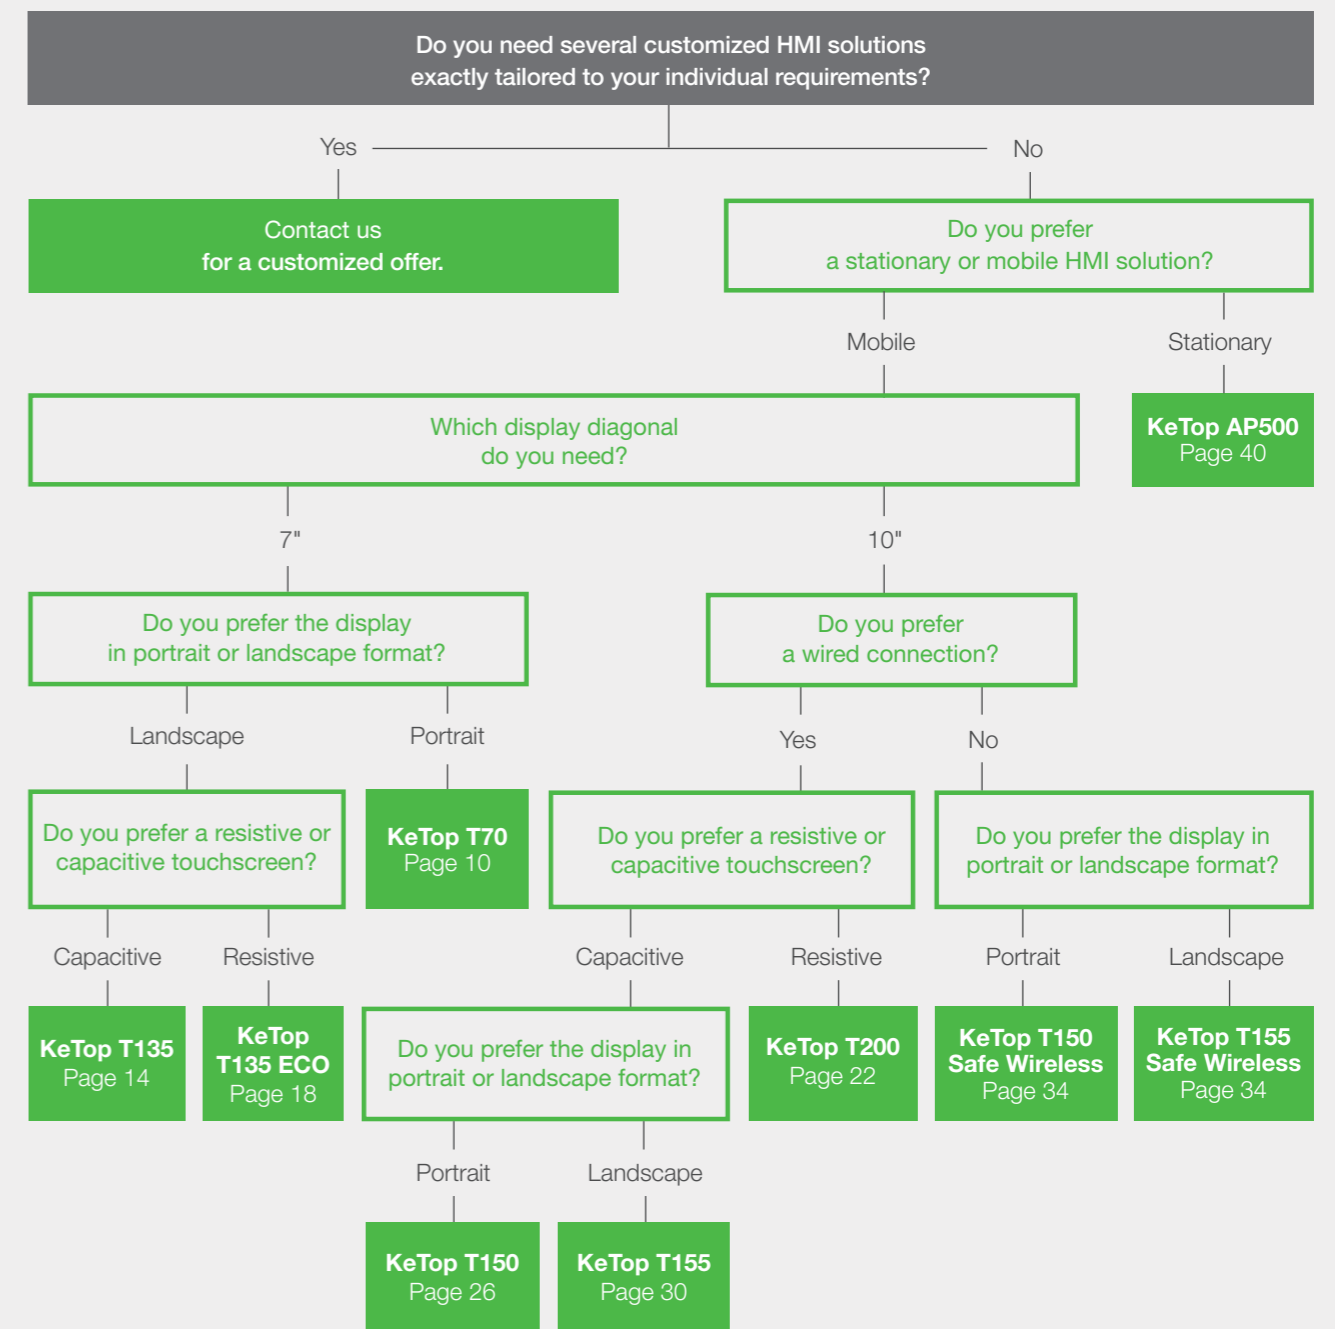 Do you need several customized HMI solutions
exactly tailored to your individual requirements?
Yes
No
Contact us
for a customized offer.
Do you prefer
a stationary or mobile HMI solution?
Mobile
Stationary
Which display diagonal
do you need?
KeTop AP500
Page 40
7"
10"
Do you prefer the display
in portrait or landscape format?
Do you prefer
a wired connection?
Landscape
Portrait
Yes
No
Do you prefer a resistive or
capacitive touchscreen?
KeTop T70
Page 10
Do you prefer a resistive or
capacitive touchscreen?
Do you prefer the display in
portrait or landscape format?
Capacitive
Resistive
Capacitive
Resistive
Portrait
Landscape
KeTop T135
Page 14
KeTop
T135 ECO
Page 18
Do you prefer the display in
portrait or landscape format?
KeTop T200
Page 22
KeTop T150
Safe Wireless
Page 34
KeTop T155
Safe Wireless
Page 34
Portrait
Landscape
KeTop T150
Page 26
KeTop T155
Page 30